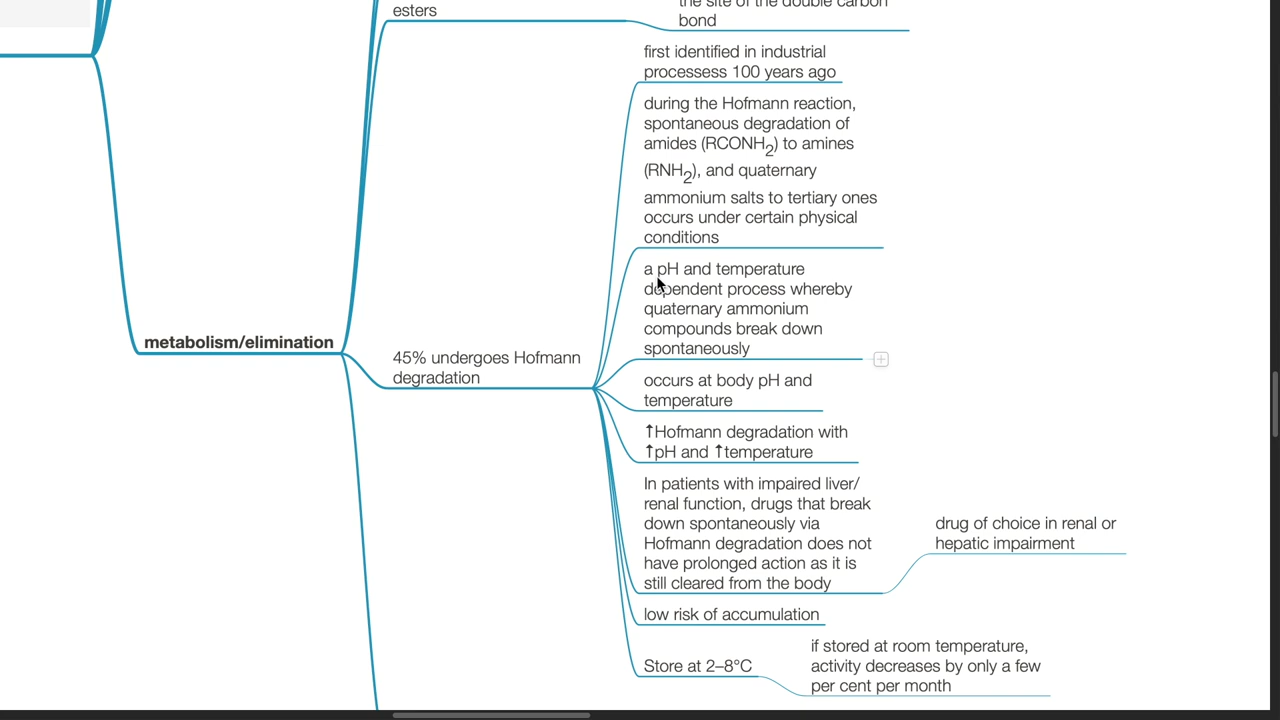 esters
the site of the double carbon
bond
first identified in industrial
processess 100 years ago
during the Hofmann reaction,
spontaneous degradation of
amides (RCONH2) to amines
(RNH2), and quaternary
ammonium salts to tertiary ones
occurs under certain physical
conditions
a pH and temperature
dependent process whereby
quaternary ammonium
compounds break down
spontaneously
metabolism/elimination
45% undergoes Hofmann
degradation
occurs at body pH and
temperature
↑Hofmann degradation with
↑pH and ↑temperature
In patients with impaired liver/
renal function, drugs that break
down spontaneously via
Hofmann degradation does not
have prolonged action as it is
still cleared from the body
drug of choice in renal or
hepatic impairment
low risk of accumulation
Store at 2–8°C
if stored at room temperature,
activity decreases by only a few
per cent per month